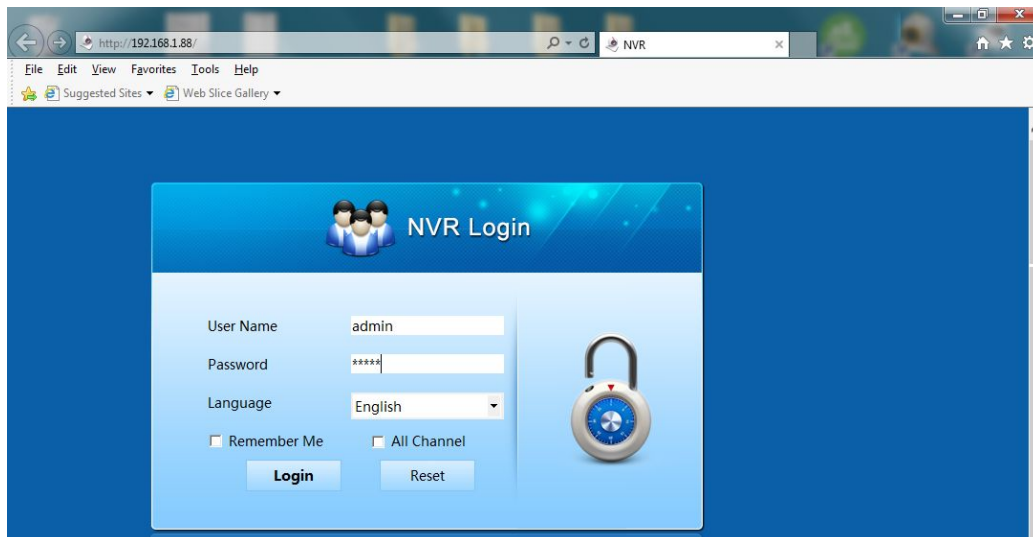 http://192.168.1.88/
NVR
File Edit View Favorites Tools Help
Suggested Sites Web Slice Gallery
NVR Login
User Name admin
Password *****
Language English
Remember Me All Channel
Login Reset